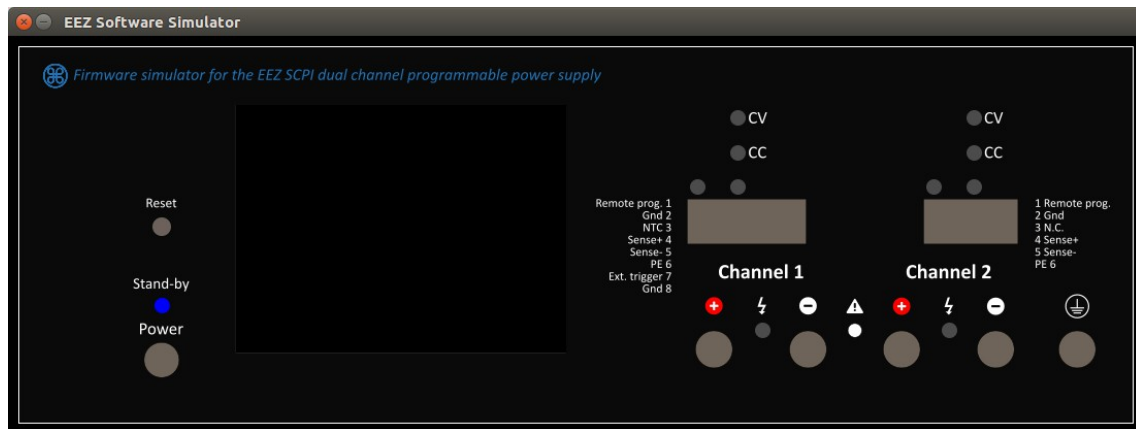 EEZ Software Simulator
Firmware simulator for the EEZ SCPI dual channel programmable power supply
Reset
Stand-by
Power
CV
CC
Remote prog. 1
Gnd 2
NTC 3
Sense+ 4
Sense- 5
PE 6
Ext. trigger 7
Gnd 8
Channel 1
CV
CC
1 Remote prog.
2 Gnd
3 N.C.
4 Sense+
5 Sense-
PE 6
Channel 2